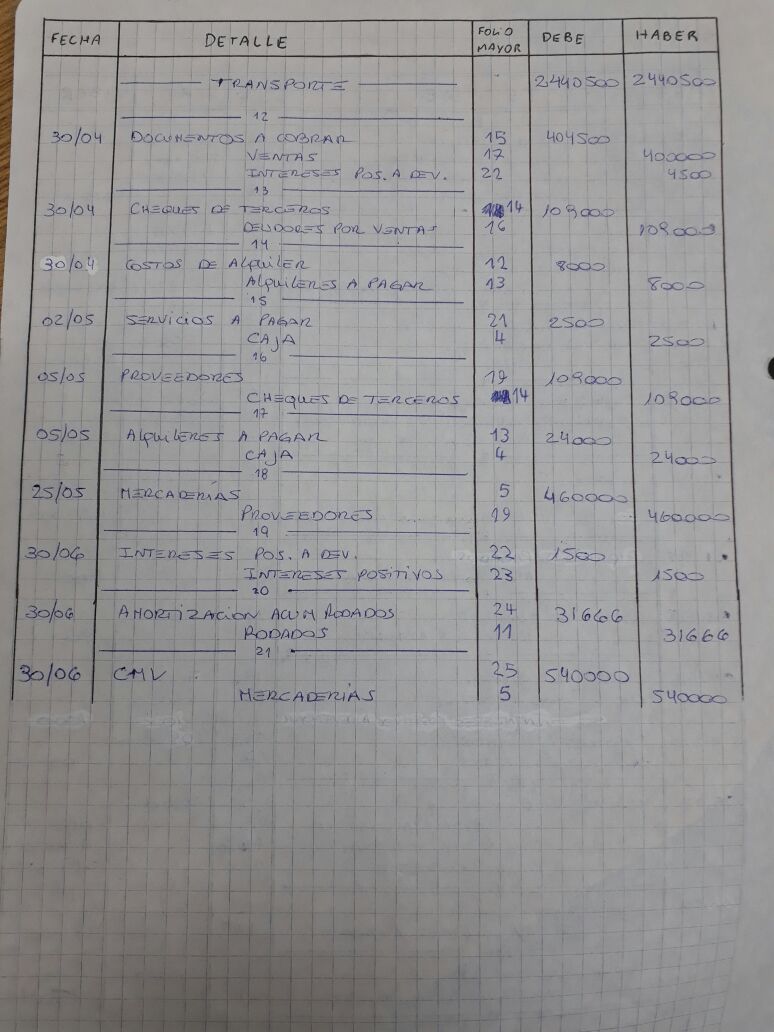 FECHA DETALLE FOLIO MAYOR DEBE HABER
TRANSPORTE 2440500 2440500
12
30/04 DOCUMENTOS A COBRAR 15 404500
VENTAS 17 400000
INTERESES POS. A DEV. 22 4500
13
30/04 CHEQUES DE TERCEROS 14 109000
DEUDORES POR VENTAS 16 109000
14
30/04 COSTOS DE ALQUILER 12 8000
ALQUILERES A PAGAR 13 8000
15
02/05 SERVICIOS A PAGAR 21 2500
CAJA 4 2500
16
05/05 PROVEEDORES 19 109000
CHEQUES DE TERCEROS 14 109000
17
05/05 ALQUILERES A PAGAR 13 24000
CAJA 4 24000
18
25/05 MERCADERIAS 5 460000
PROVEEDORES 19 460000
19
30/06 INTERESES POS. A DEV. 22 1500
INTERESES POSITIVOS 23 1500
20
30/06 AMORTIZACION ACUM RODADOS 24 31666
RODADOS 11 31666
21
30/06 CMV 25 540000
MERCADERIAS 5 540000